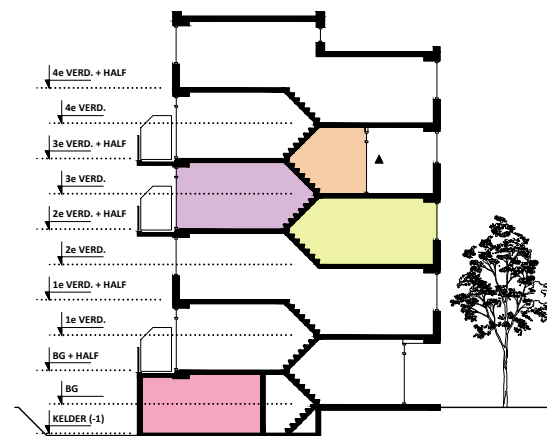 4e VERD. + HALF
4e VERD.
3e VERD. + HALF
3e VERD.
2e VERD. + HALF
2e VERD.
1e VERD. + HALF
1e VERD.
BG + HALF
BG
KELDER (-1)